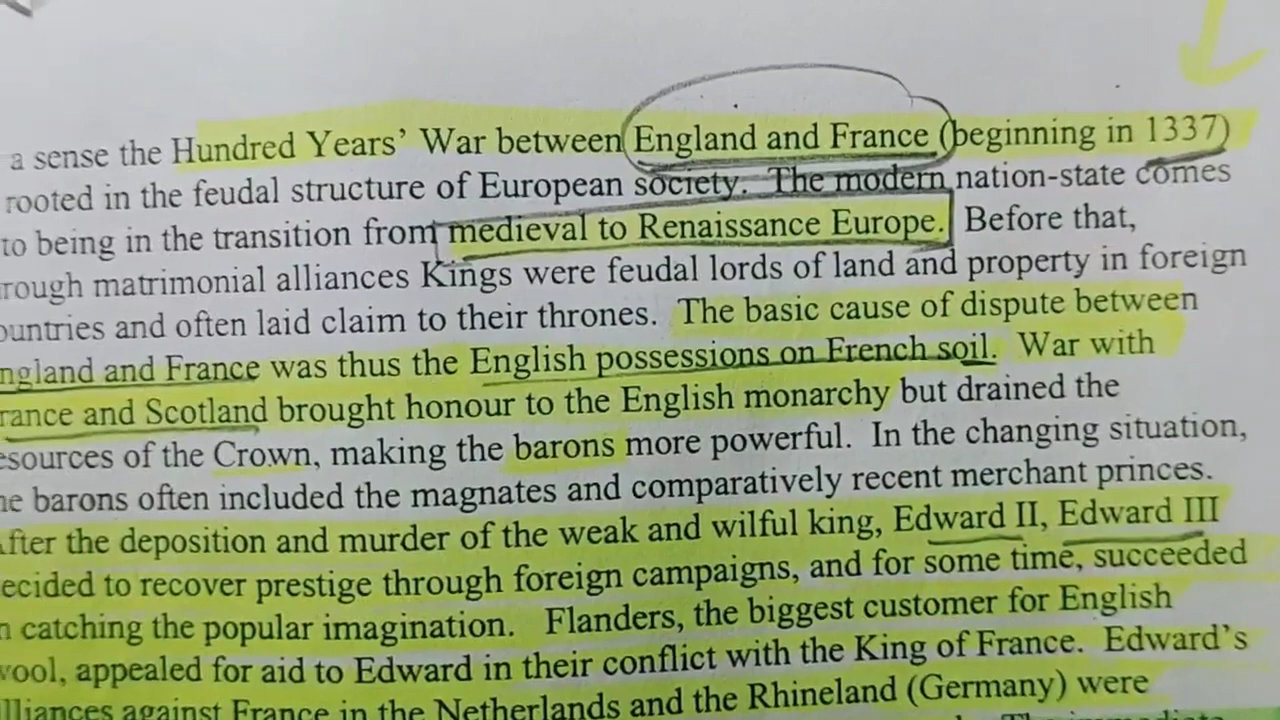 a sense the Hundred Years' War between England and France (beginning in 1337)
rooted in the feudal structure of European society. The modern nation-state comes
to being in the transition from medieval to Renaissance Europe. Before that,
rough matrimonial alliances Kings were feudal lords of land and property in foreign
ountries and often laid claim to their thrones. The basic cause of dispute between
ngland and France was thus the English possessions on French soil. War with
rance and Scotland brought honour to the English monarchy but drained the
esources of the Crown, making the barons more powerful. In the changing situation,
he barons often included the magnates and comparatively recent merchant princes.
After the deposition and murder of the weak and wilful king, Edward II, Edward III
ecided to recover prestige through foreign campaigns, and for some time, succeeded
n catching the popular imagination. Flanders, the biggest customer for English
wool, appealed for aid to Edward in their conflict with the King of France. Edward's
lliances against France in the Netherlands and the Rhineland (Germany) were